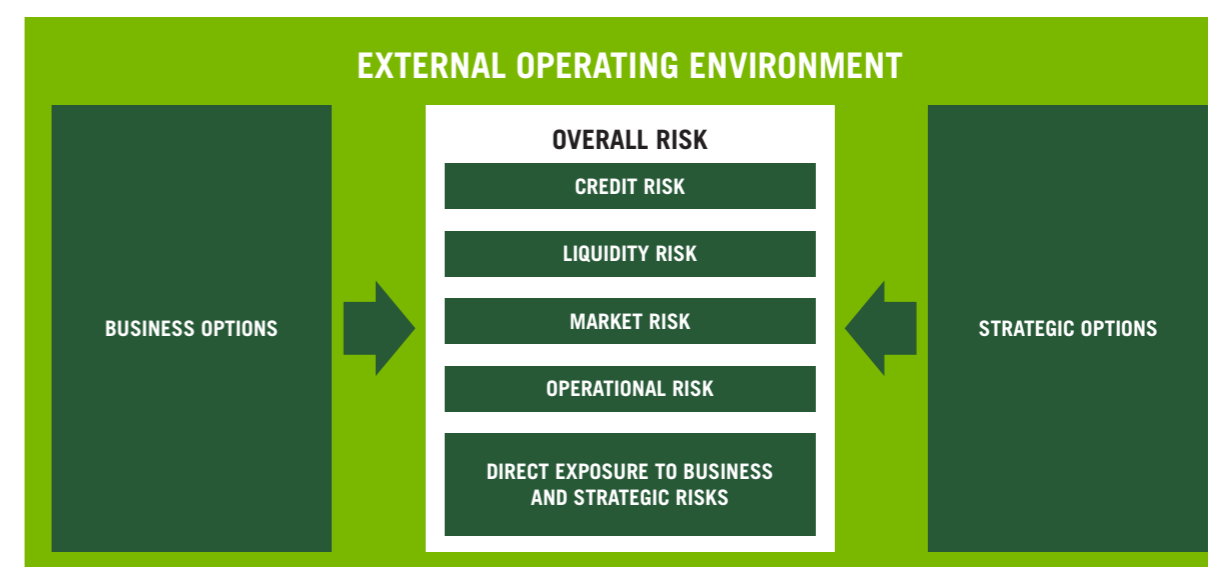 EXTERNAL OPERATING ENVIRONMENT
BUSINESS OPTIONS
OVERALL RISK
CREDIT RISK
LIQUIDITY RISK
MARKET RISK
OPERATIONAL RISK
DIRECT EXPOSURE TO BUSINESS
AND STRATEGIC RISKS
STRATEGIC OPTIONS